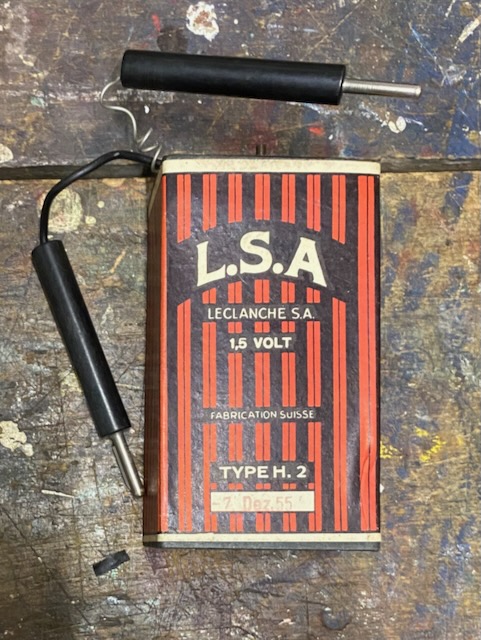 L.S.A
LECLANCHE S.A.
1,5 VOLT
FABRICATION SUISSE
TYPE H. 2
-7. Dez. 55